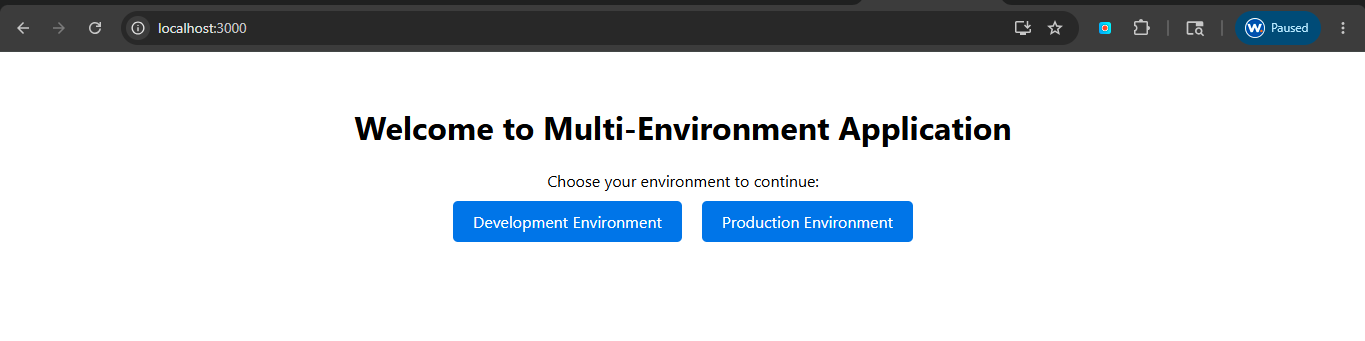 localhost:3000
W.
Paused
Welcome to Multi-Environment Application
Choose your environment to continue:
Development Environment
Production Environment